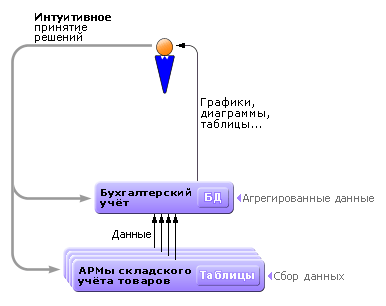 Интуитивное
принятие
решений
Графики,
диаграммы,
таблицы...
Бухгалтерский
учёт
БД
Агрегированные данные
Данные
АРМы складского
учёта товаров
Таблицы
Сбор данных